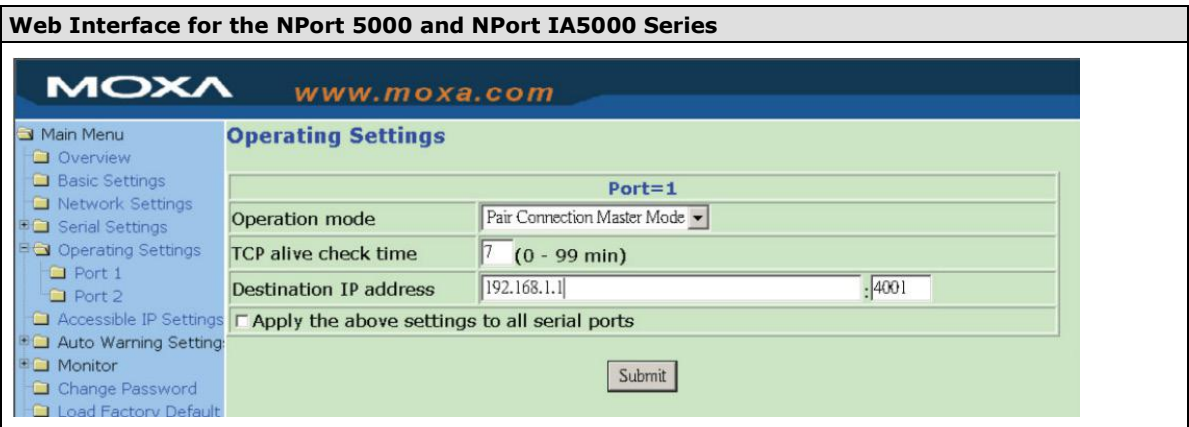 Web Interface for the NPort 5000 and NPort IA5000 Series
MOXA www.moxa.com
Main Menu
Overview
Basic Settings
Network Settings
Serial Settings
Operating Settings
Port 1
Port 2
Accessible IP Settings
Auto Warning Setting
Monitor
Change Password
Load Factory Default
Operating Settings
Port=1
Operation mode Pair Connection Master Mode
TCP alive check time 7 (0 - 99 min)
Destination IP address 192.168.1.1 :4001
Apply the above settings to all serial ports
Submit